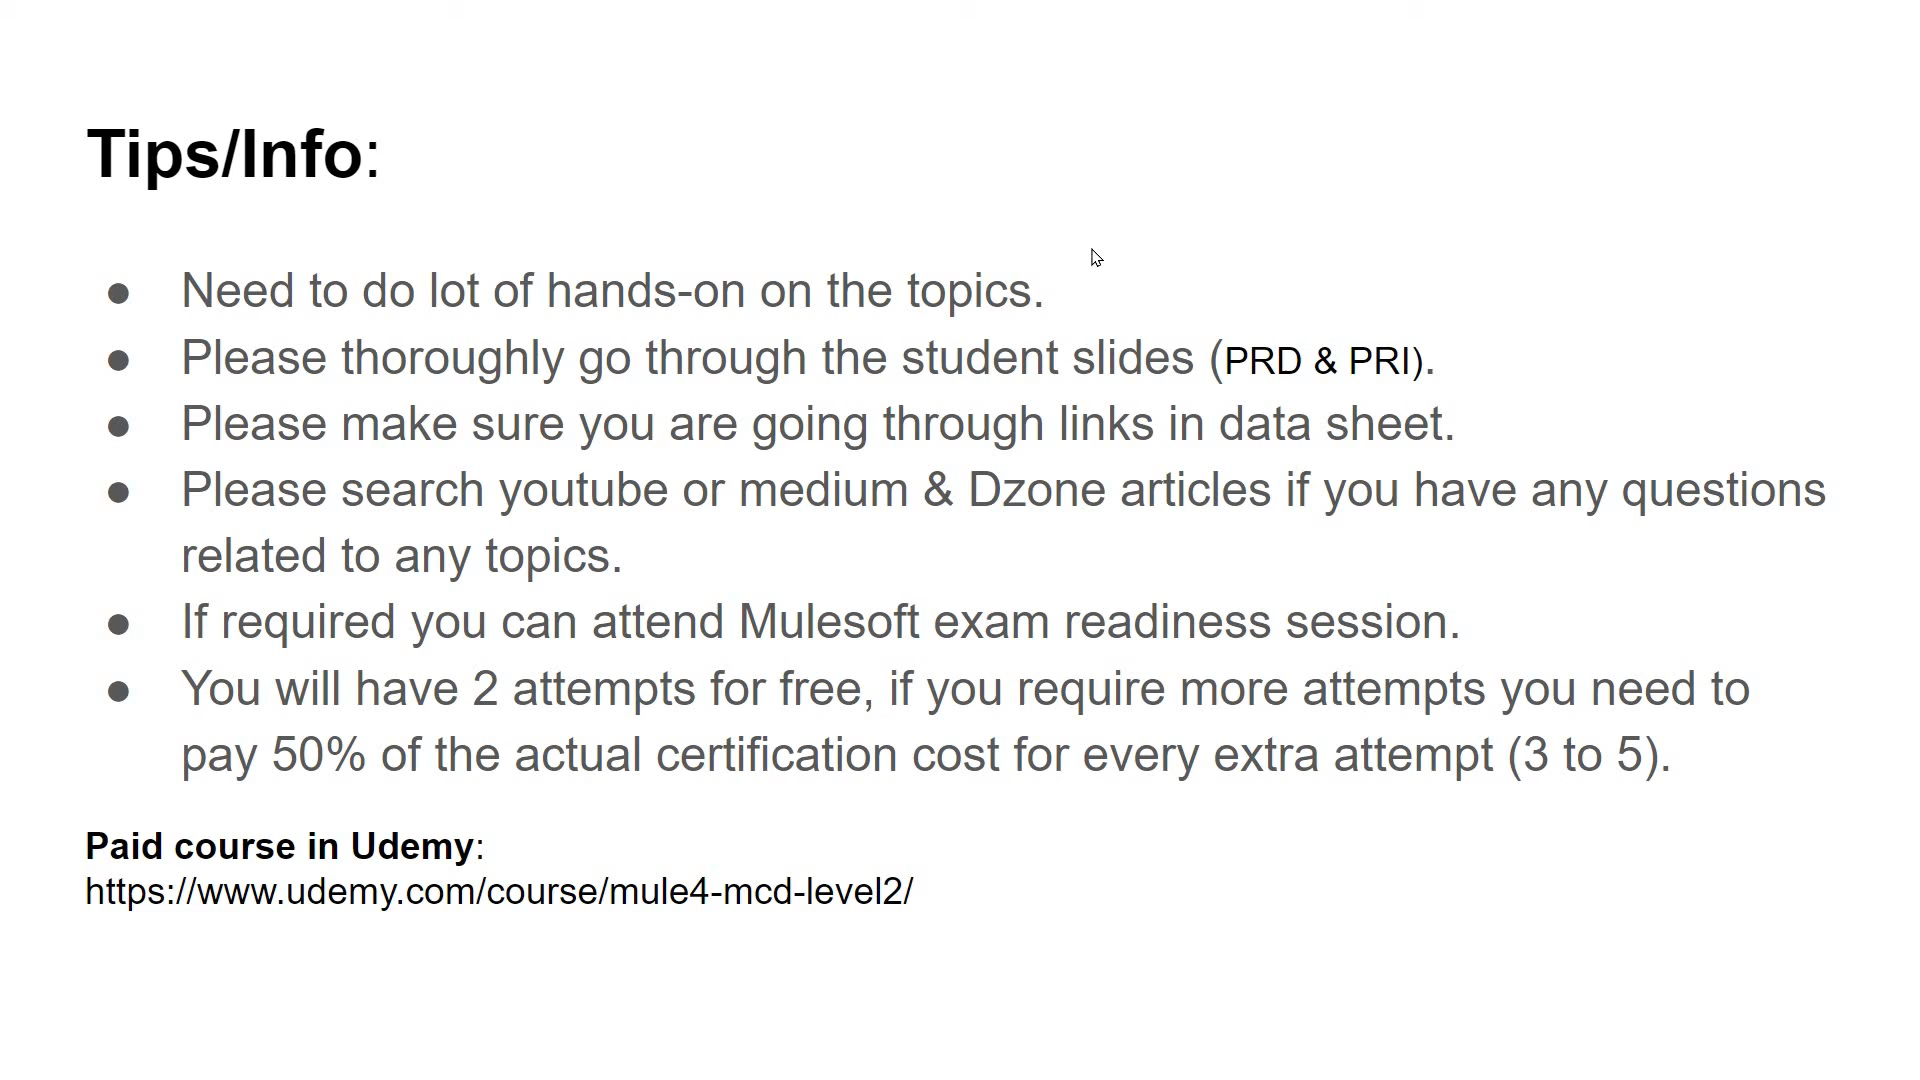 Tips/Info:
● Need to do lot of hands-on on the topics.
● Please thoroughly go through the student slides (PRD & PRI).
● Please make sure you are going through links in data sheet.
● Please search youtube or medium & Dzone articles if you have any questions
related to any topics.
● If required you can attend Mulesoft exam readiness session.
● You will have 2 attempts for free, if you require more attempts you need to
pay 50% of the actual certification cost for every extra attempt (3 to 5).
Paid course in Udemy:
https://www.udemy.com/course/mule4-mcd-level2/